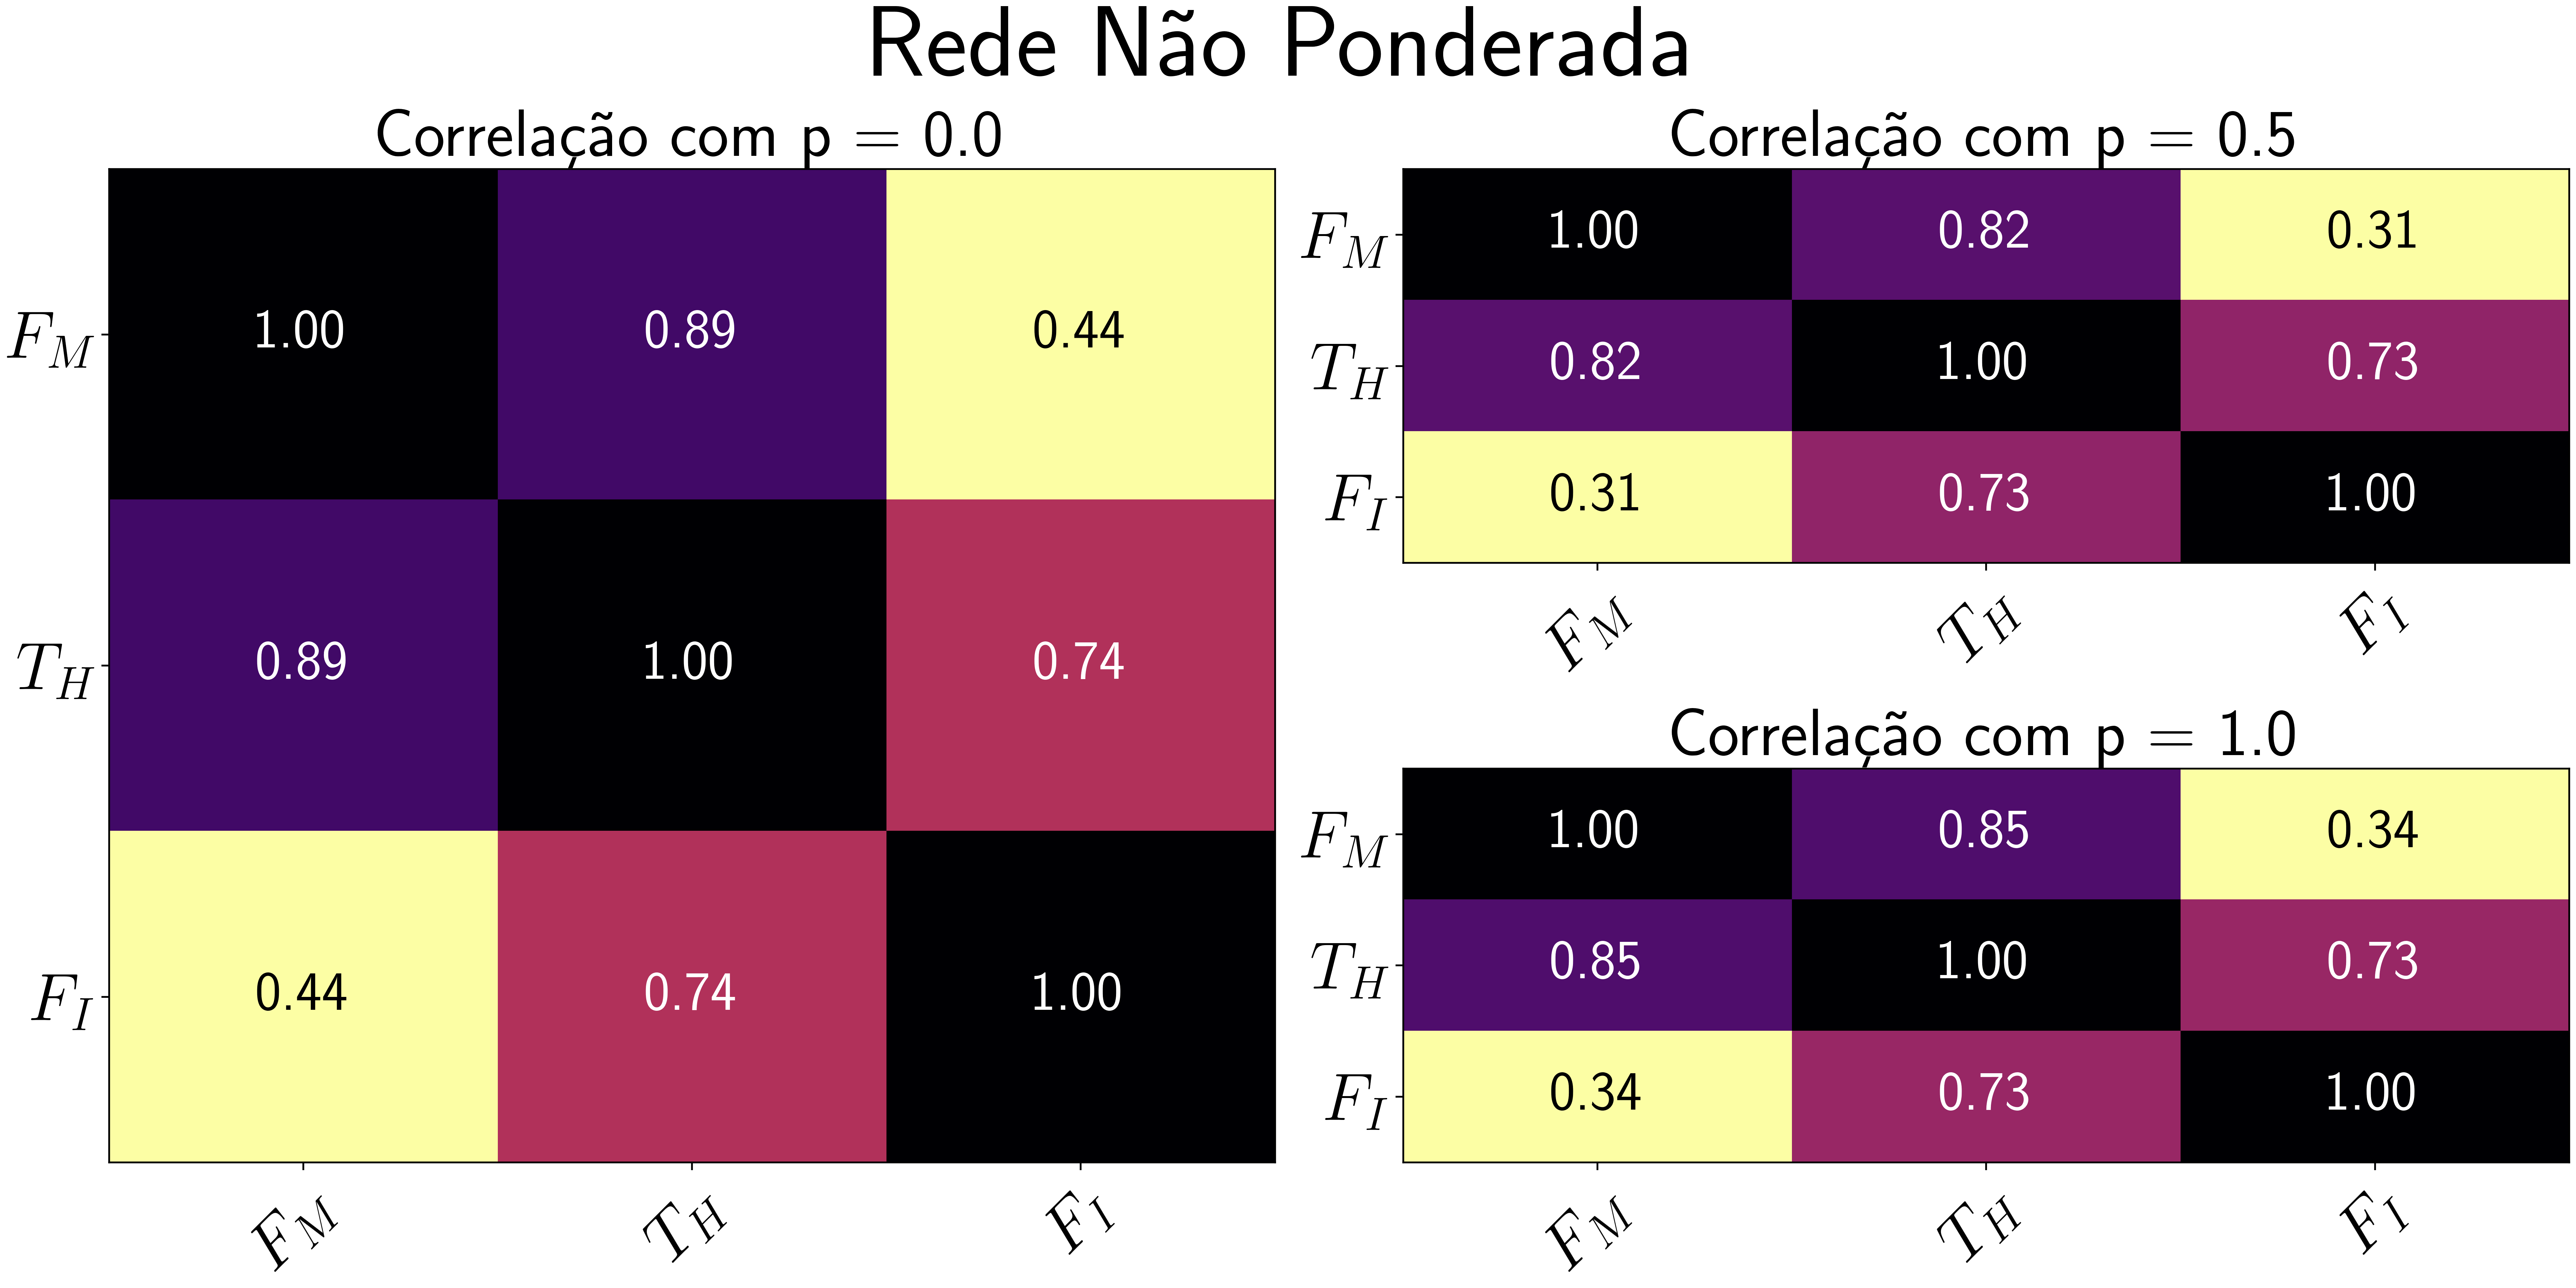 Rede Não Ponderada
Correlação com p = 0.0
F_M 1.00 0.89 0.44
T_H 0.89 1.00 0.74
F_I 0.44 0.74 1.00
F_M T_H F_I
Correlação com p = 0.5
F_M 1.00 0.82 0.31
T_H 0.82 1.00 0.73
F_I 0.31 0.73 1.00
F_M T_H F_I
Correlação com p = 1.0
F_M 1.00 0.85 0.34
T_H 0.85 1.00 0.73
F_I 0.34 0.73 1.00
F_M T_H F_I